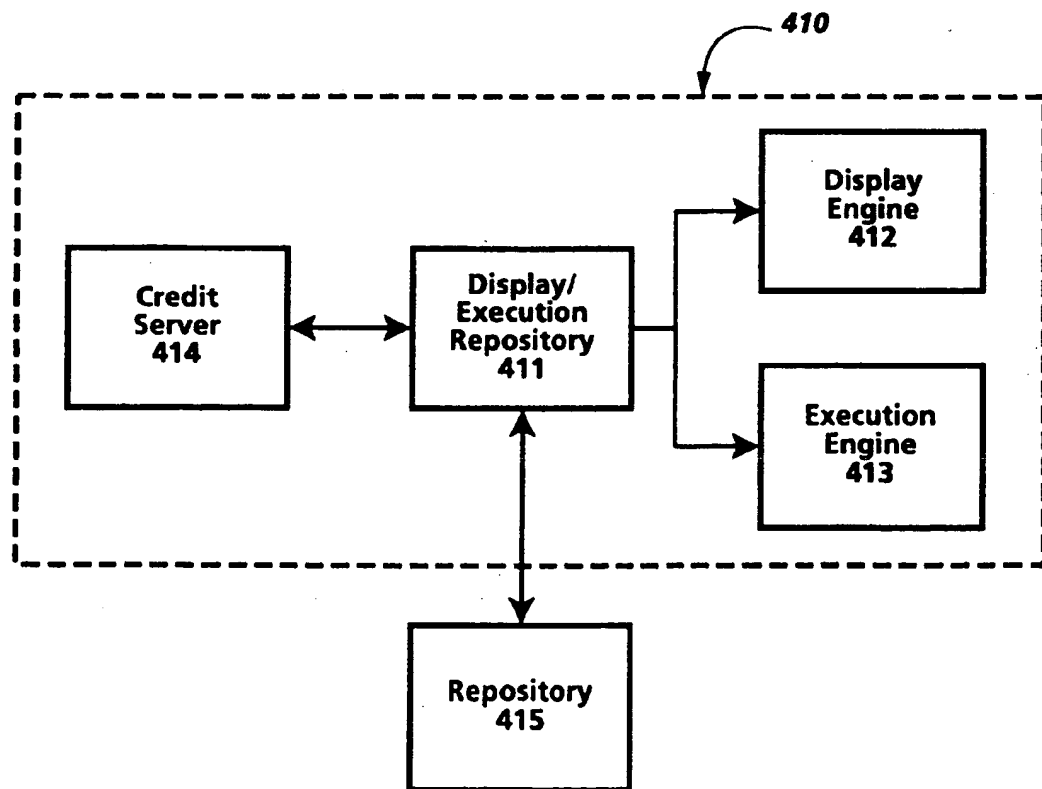 410
Display
Engine
412
Credit
Server
414
Display/
Execution
Repository
411
Execution
Engine
413
Repository
415